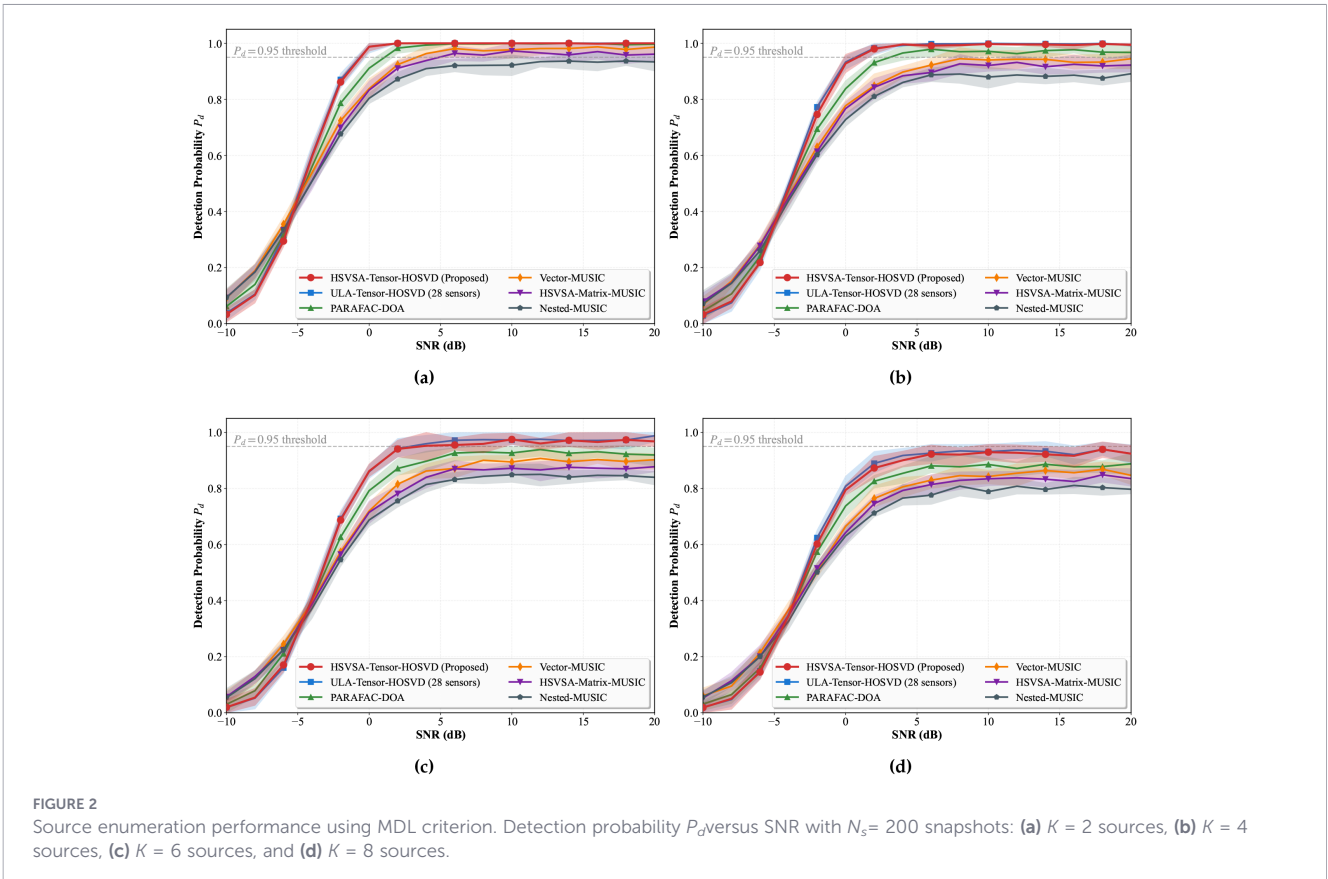 1.0
P_d = 0.95 threshold
0.8
0.6
0.4
0.2
0.0
Detection Probability P_d
HSVSA-Tensor-HOSVD (Proposed)
ULA-Tensor-HOSVD (28 sensors)
PARAFAC-DOA
Vector-MUSIC
HSVSA-Matrix-MUSIC
Nested-MUSIC
−10 −5 0 5 10 15 20
SNR (dB)
(a)
1.0
P_d = 0.95 threshold
0.8
0.6
0.4
0.2
0.0
Detection Probability P_d
HSVSA-Tensor-HOSVD (Proposed)
ULA-Tensor-HOSVD (28 sensors)
PARAFAC-DOA
Vector-MUSIC
HSVSA-Matrix-MUSIC
Nested-MUSIC
−10 −5 0 5 10 15 20
SNR (dB)
(b)
1.0
P_d = 0.95 threshold
0.8
0.6
0.4
0.2
0.0
Detection Probability P_d
HSVSA-Tensor-HOSVD (Proposed)
ULA-Tensor-HOSVD (28 sensors)
PARAFAC-DOA
Vector-MUSIC
HSVSA-Matrix-MUSIC
Nested-MUSIC
−10 −5 0 5 10 15 20
SNR (dB)
(c)
1.0
P_d = 0.95 threshold
0.8
0.6
0.4
0.2
0.0
Detection Probability P_d
HSVSA-Tensor-HOSVD (Proposed)
ULA-Tensor-HOSVD (28 sensors)
PARAFAC-DOA
Vector-MUSIC
HSVSA-Matrix-MUSIC
Nested-MUSIC
−10 −5 0 5 10 15 20
SNR (dB)
(d)
FIGURE 2
Source enumeration performance using MDL criterion. Detection probability P_dversus SNR with N_s= 200 snapshots: (a) K = 2 sources, (b) K = 4
sources, (c) K = 6 sources, and (d) K = 8 sources.